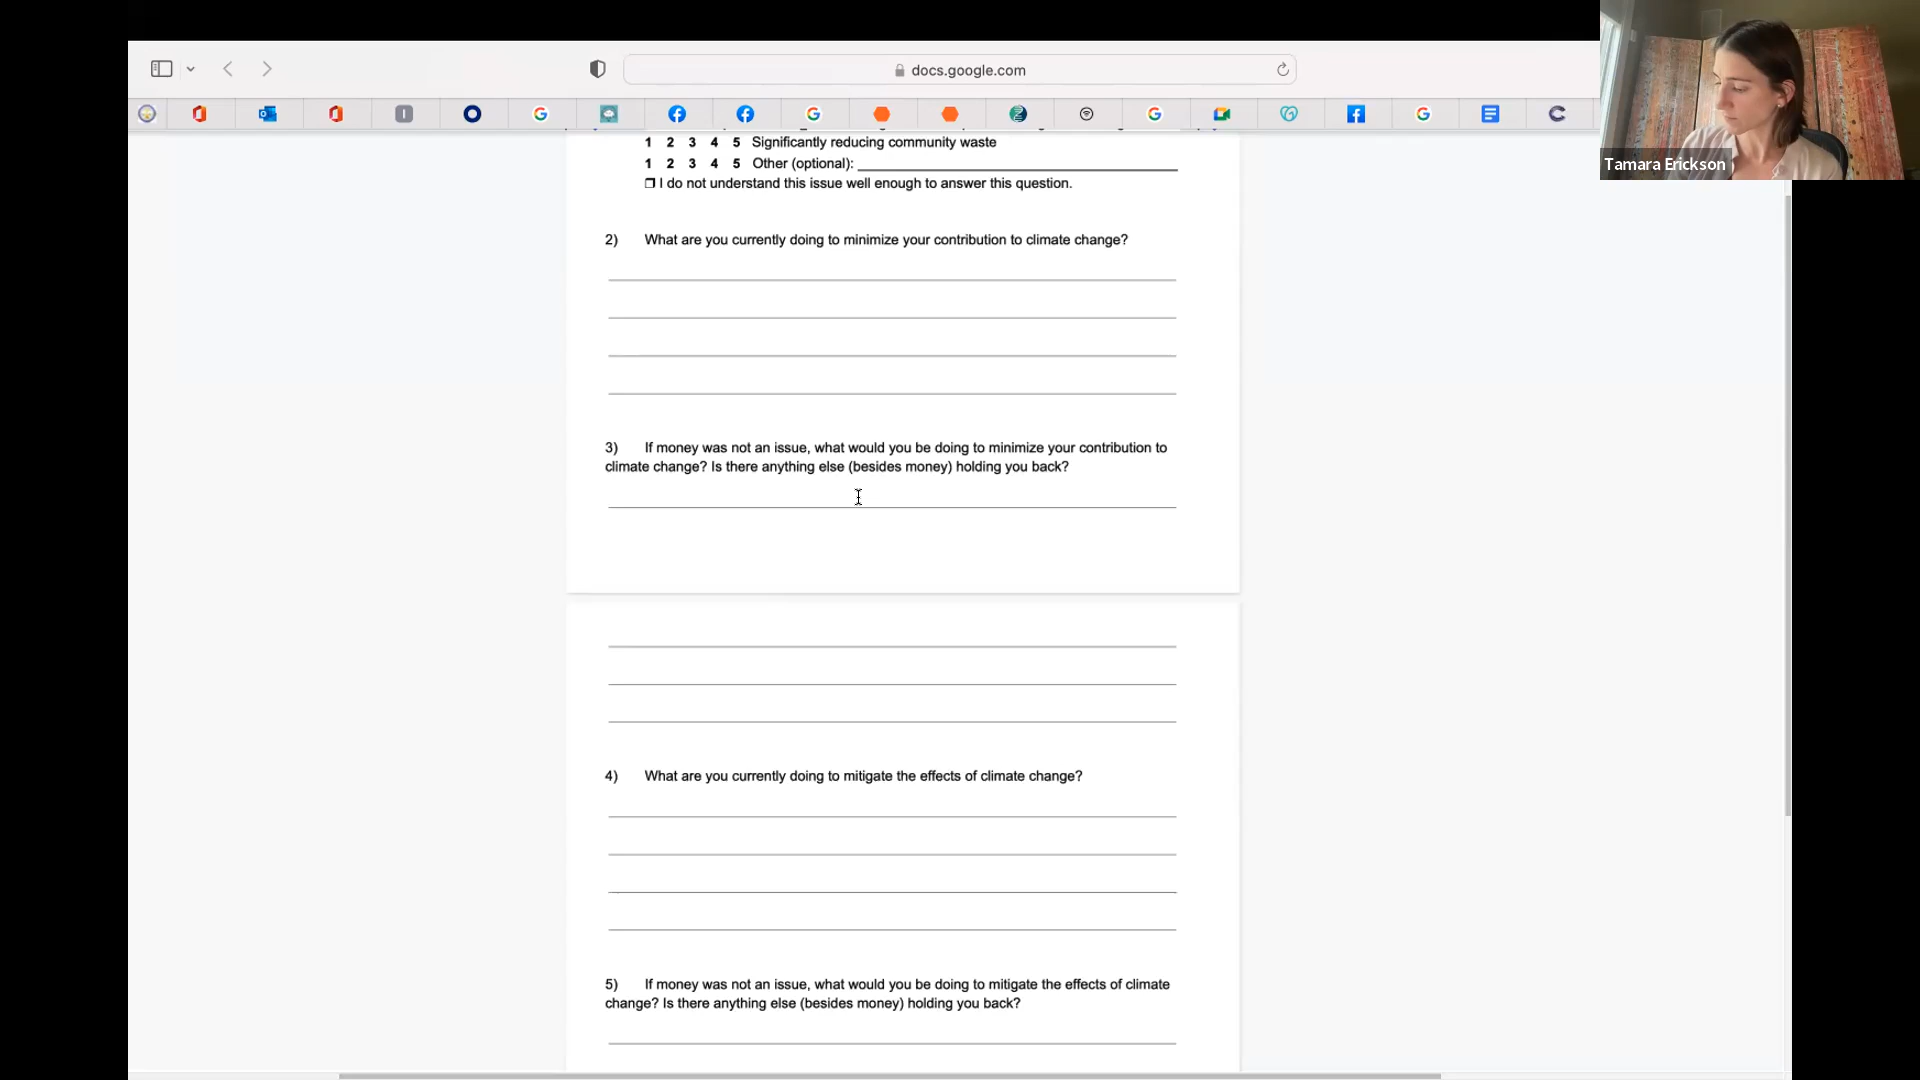 docs.google.com
Tamara Erickson
1 2 3 4 5 Significantly reducing community waste
1 2 3 4 5 Other (optional):
I do not understand this issue well enough to answer this question.
2) What are you currently doing to minimize your contribution to climate change?
3) If money was not an issue, what would you be doing to minimize your contribution to
climate change? Is there anything else (besides money) holding you back?
4) What are you currently doing to mitigate the effects of climate change?
5) If money was not an issue, what would you be doing to mitigate the effects of climate
change? Is there anything else (besides money) holding you back?